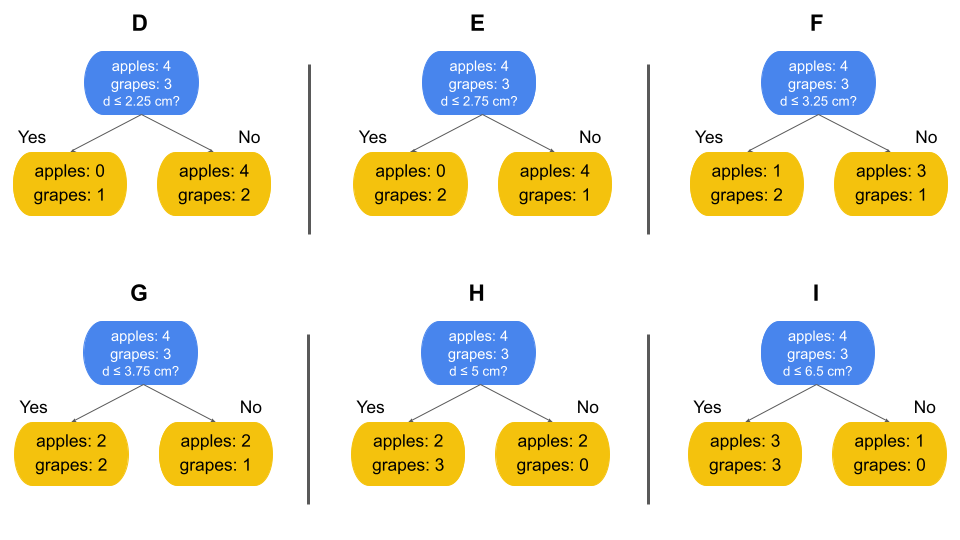 D
apples: 4
grapes: 3
d ≤ 2.25 cm?
Yes
No
apples: 0
grapes: 1
apples: 4
grapes: 2
E
apples: 4
grapes: 3
d ≤ 2.75 cm?
Yes
No
apples: 0
grapes: 2
apples: 4
grapes: 1
F
apples: 4
grapes: 3
d ≤ 3.25 cm?
Yes
No
apples: 1
grapes: 2
apples: 3
grapes: 1
G
apples: 4
grapes: 3
d ≤ 3.75 cm?
Yes
No
apples: 2
grapes: 2
apples: 2
grapes: 1
H
apples: 4
grapes: 3
d ≤ 5 cm?
Yes
No
apples: 2
grapes: 3
apples: 2
grapes: 0
I
apples: 4
grapes: 3
d ≤ 6.5 cm?
Yes
No
apples: 3
grapes: 3
apples: 1
grapes: 0